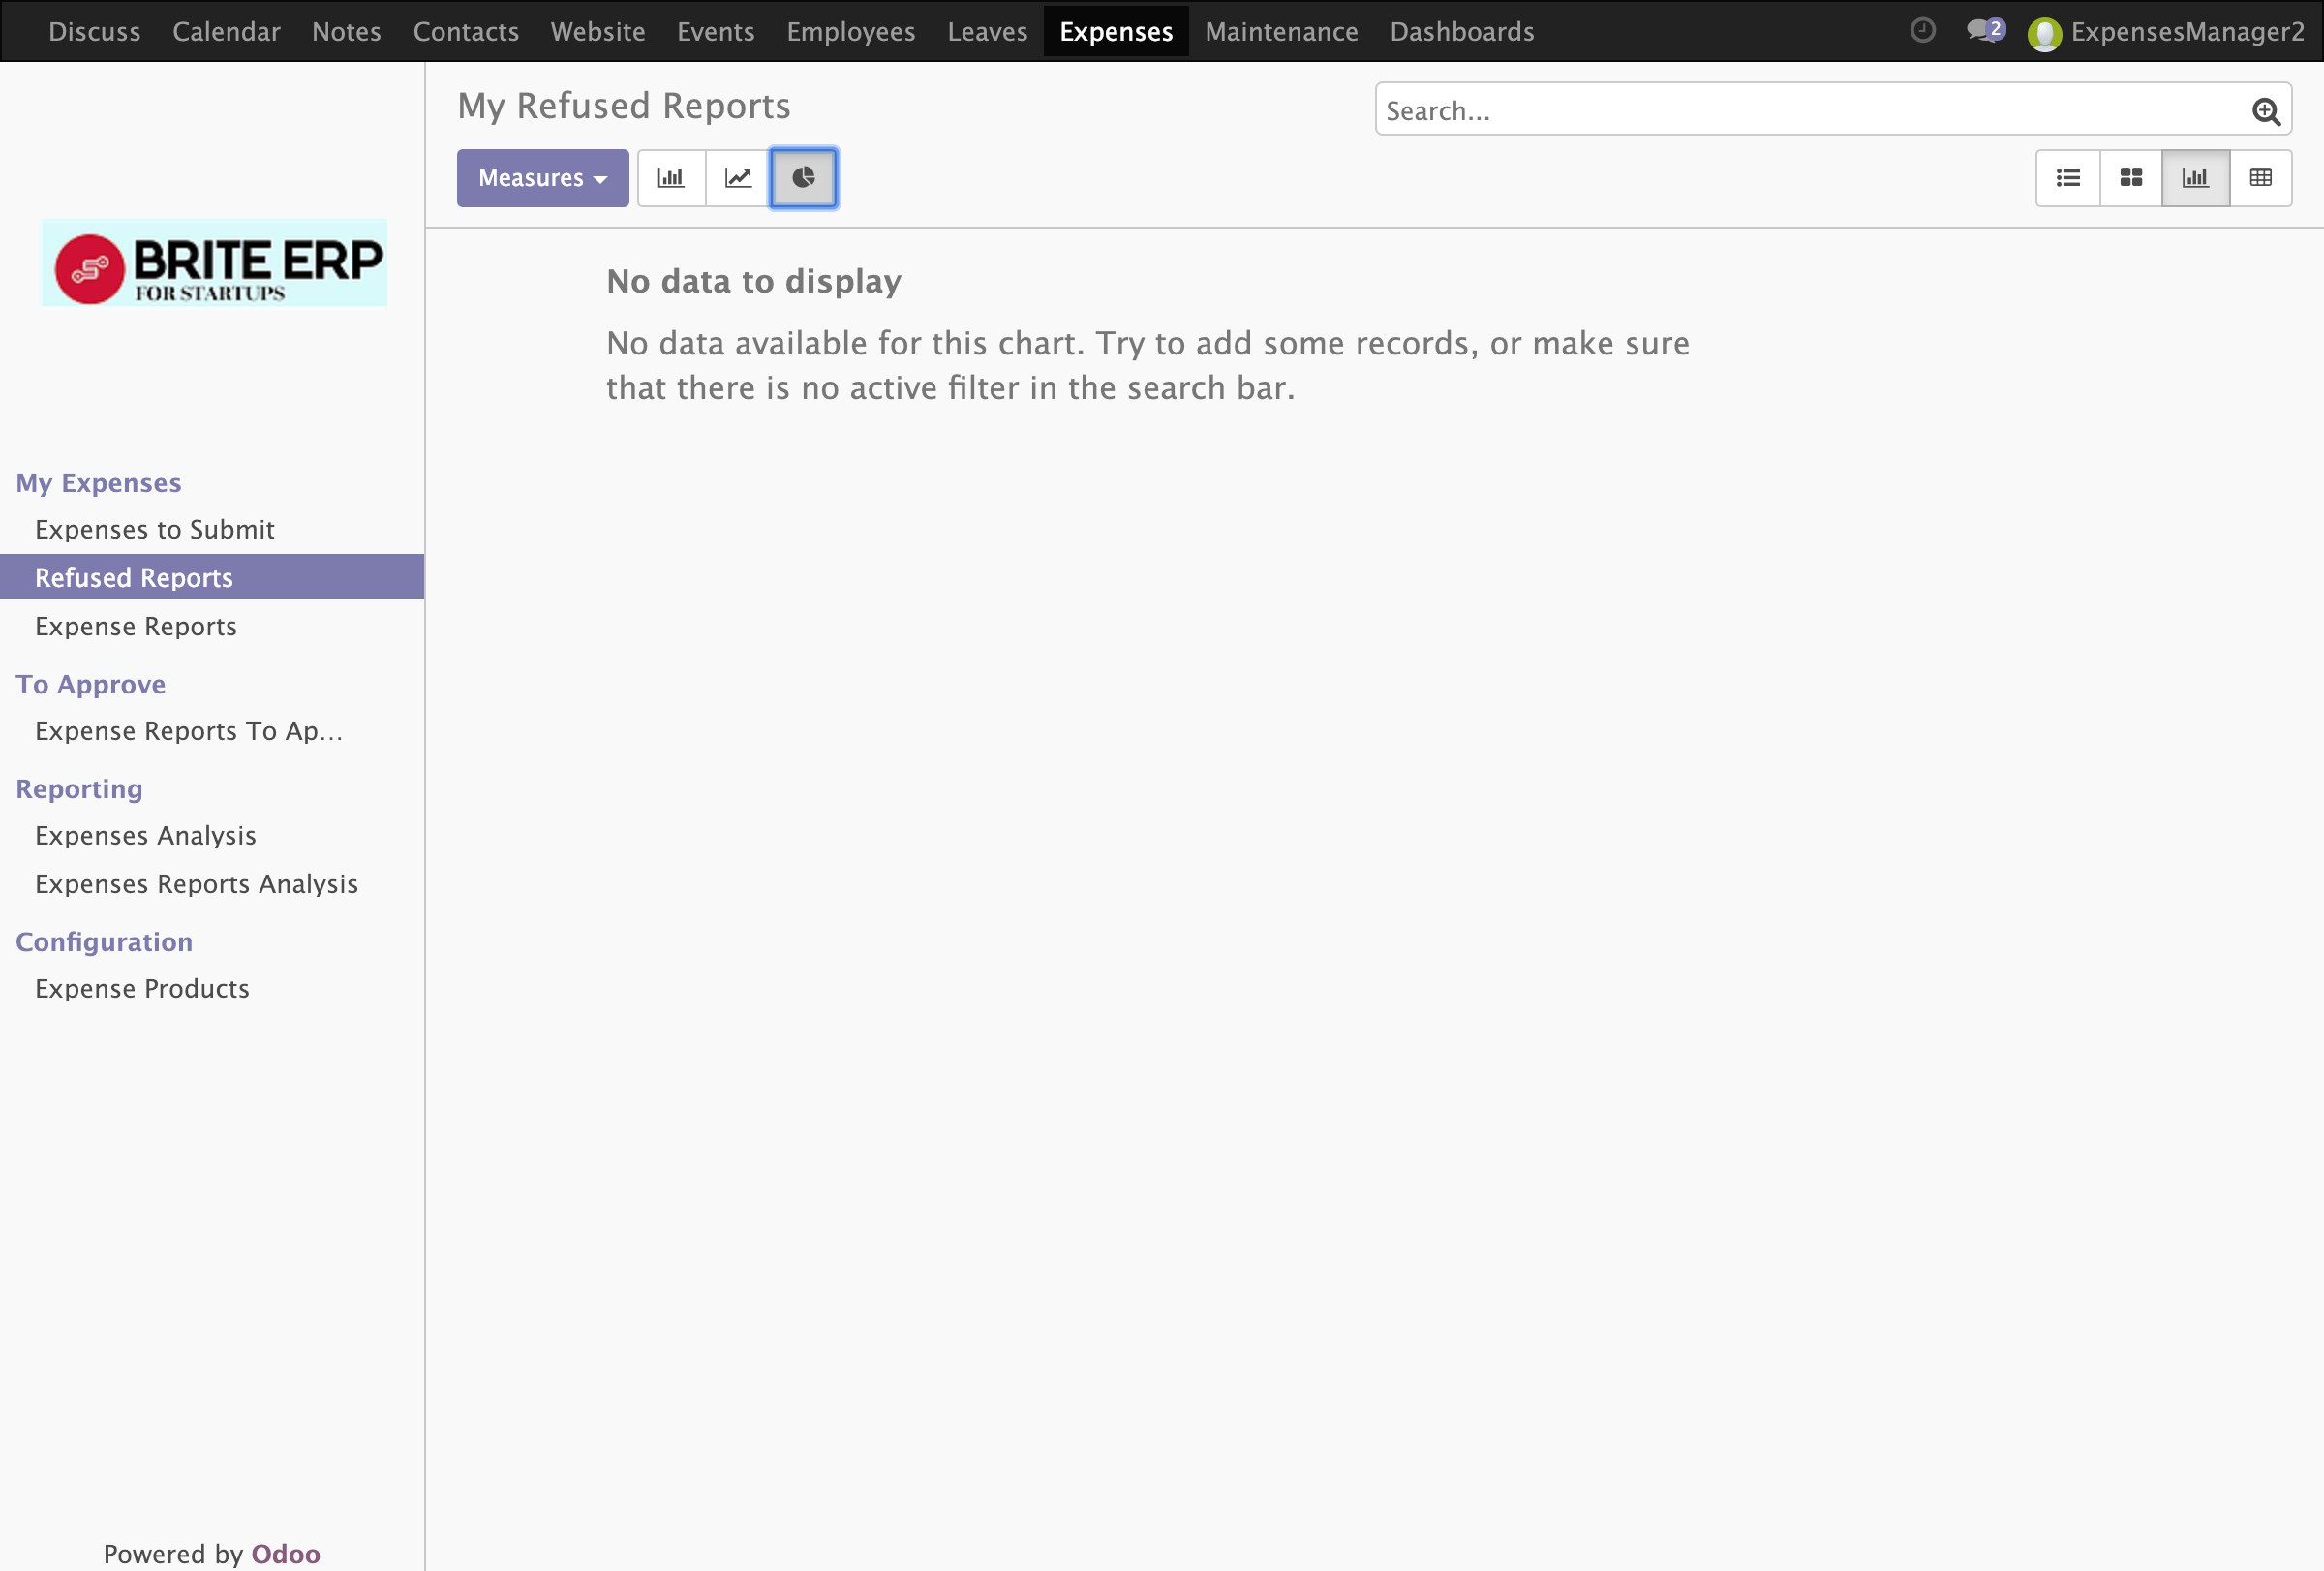 Discuss Calendar Notes Contacts Website Events Employees Leaves Expenses Maintenance Dashboards 2 ExpensesManager2
My Refused Reports
Search...
Measures
BRITE ERP
FOR STARTUPS
No data to display
No data available for this chart. Try to add some records, or make sure
that there is no active filter in the search bar.
My Expenses
Expenses to Submit
Refused Reports
Expense Reports
To Approve
Expense Reports To Ap...
Reporting
Expenses Analysis
Expenses Reports Analysis
Configuration
Expense Products
Powered by Odoo